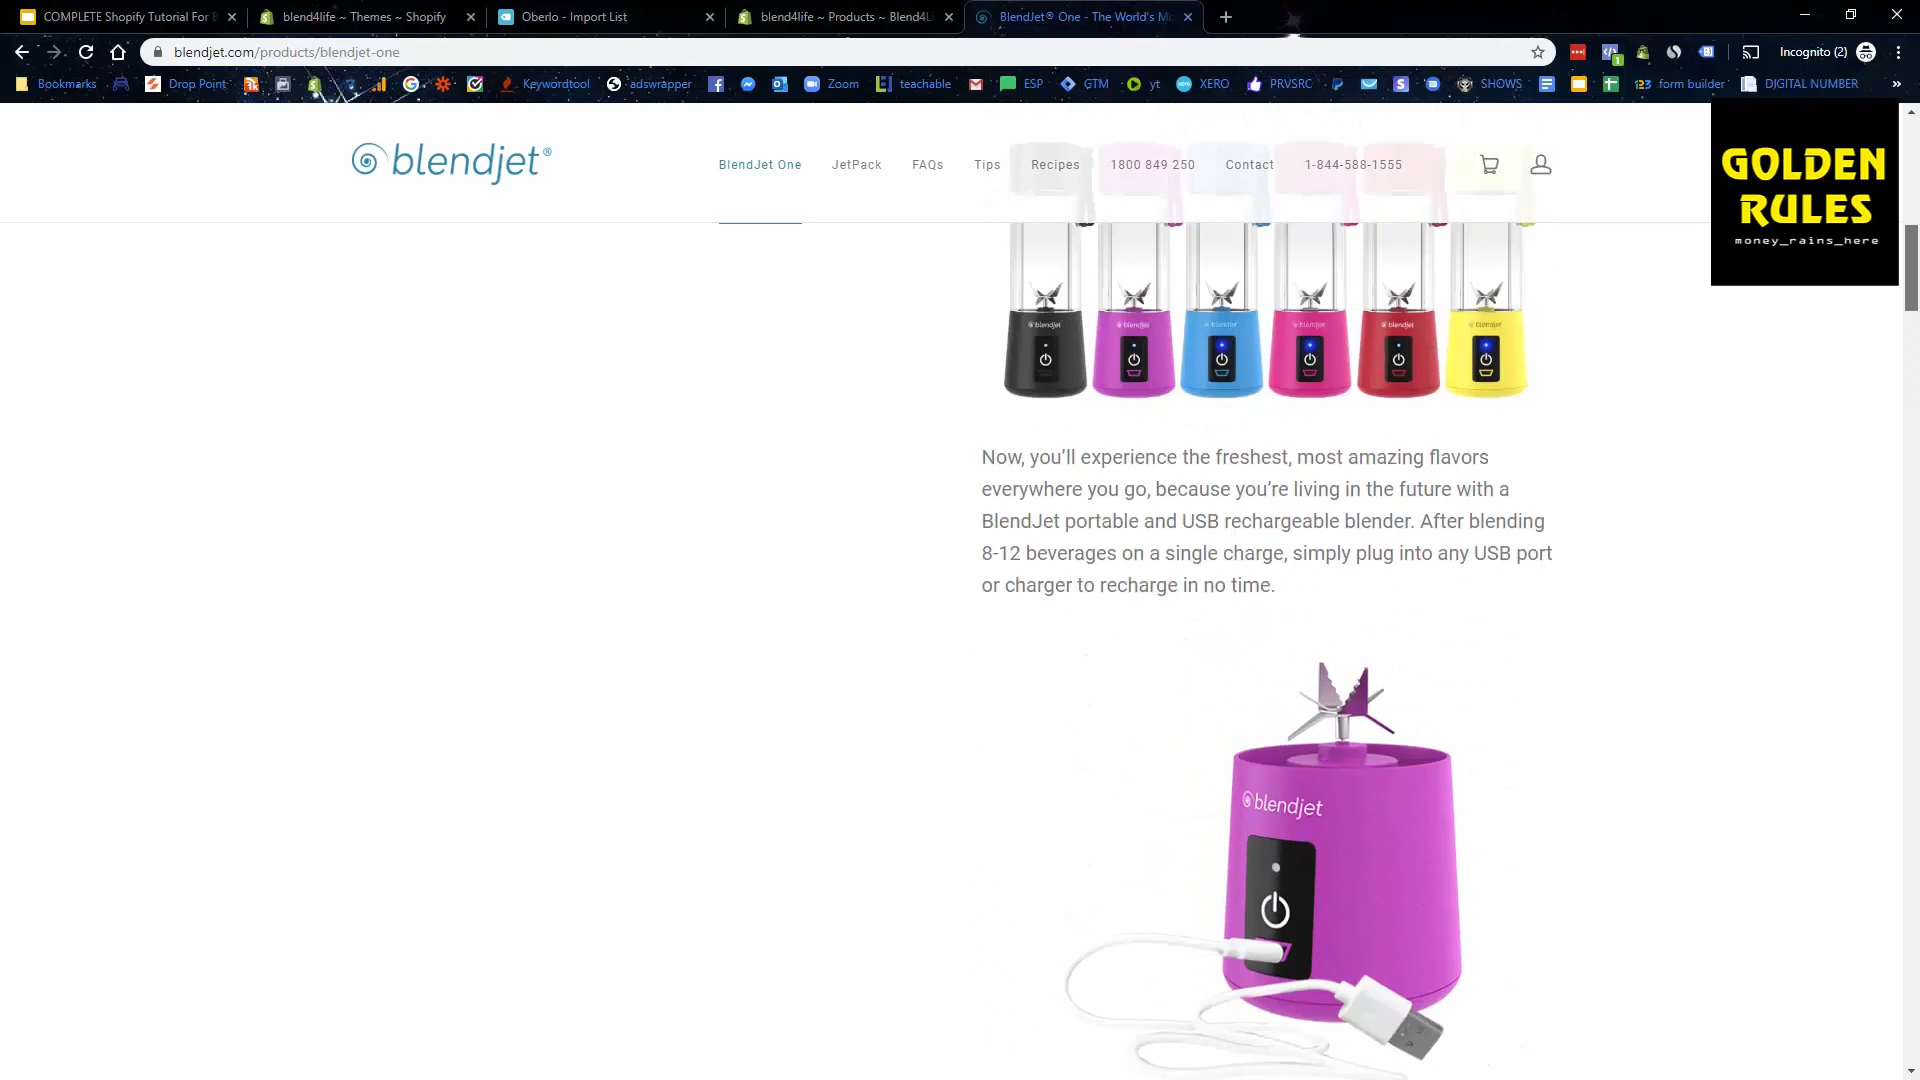 COMPLETE Shopify Tutorial For B
blend4life ~ Themes ~ Shopify
Oberlo - Import List
blend4life ~ Products ~ Blend4L
BlendJet® One - The World's Mo
blendjet.com/products/blendjet-one
Incognito (2)
Bookmarks
Drop Point
Keywordtool
adswrapper
Zoom
teachable
ESP
GTM
yt
XERO
PRVSRC
SHOWS
form builder
DIGITAL NUMBER
blendjet®
BlendJet One
JetPack
FAQs
Tips
Recipes
1800 849 250
Contact
1-844-588-1555
GOLDEN
RULES
money_rains_here
blendjet
blendjet
blendjet
blendjet
blendjet
blendjet
Now, you’ll experience the freshest, most amazing flavors
everywhere you go, because you’re living in the future with a
BlendJet portable and USB rechargeable blender. After blending
8-12 beverages on a single charge, simply plug into any USB port
or charger to recharge in no time.
blendjet